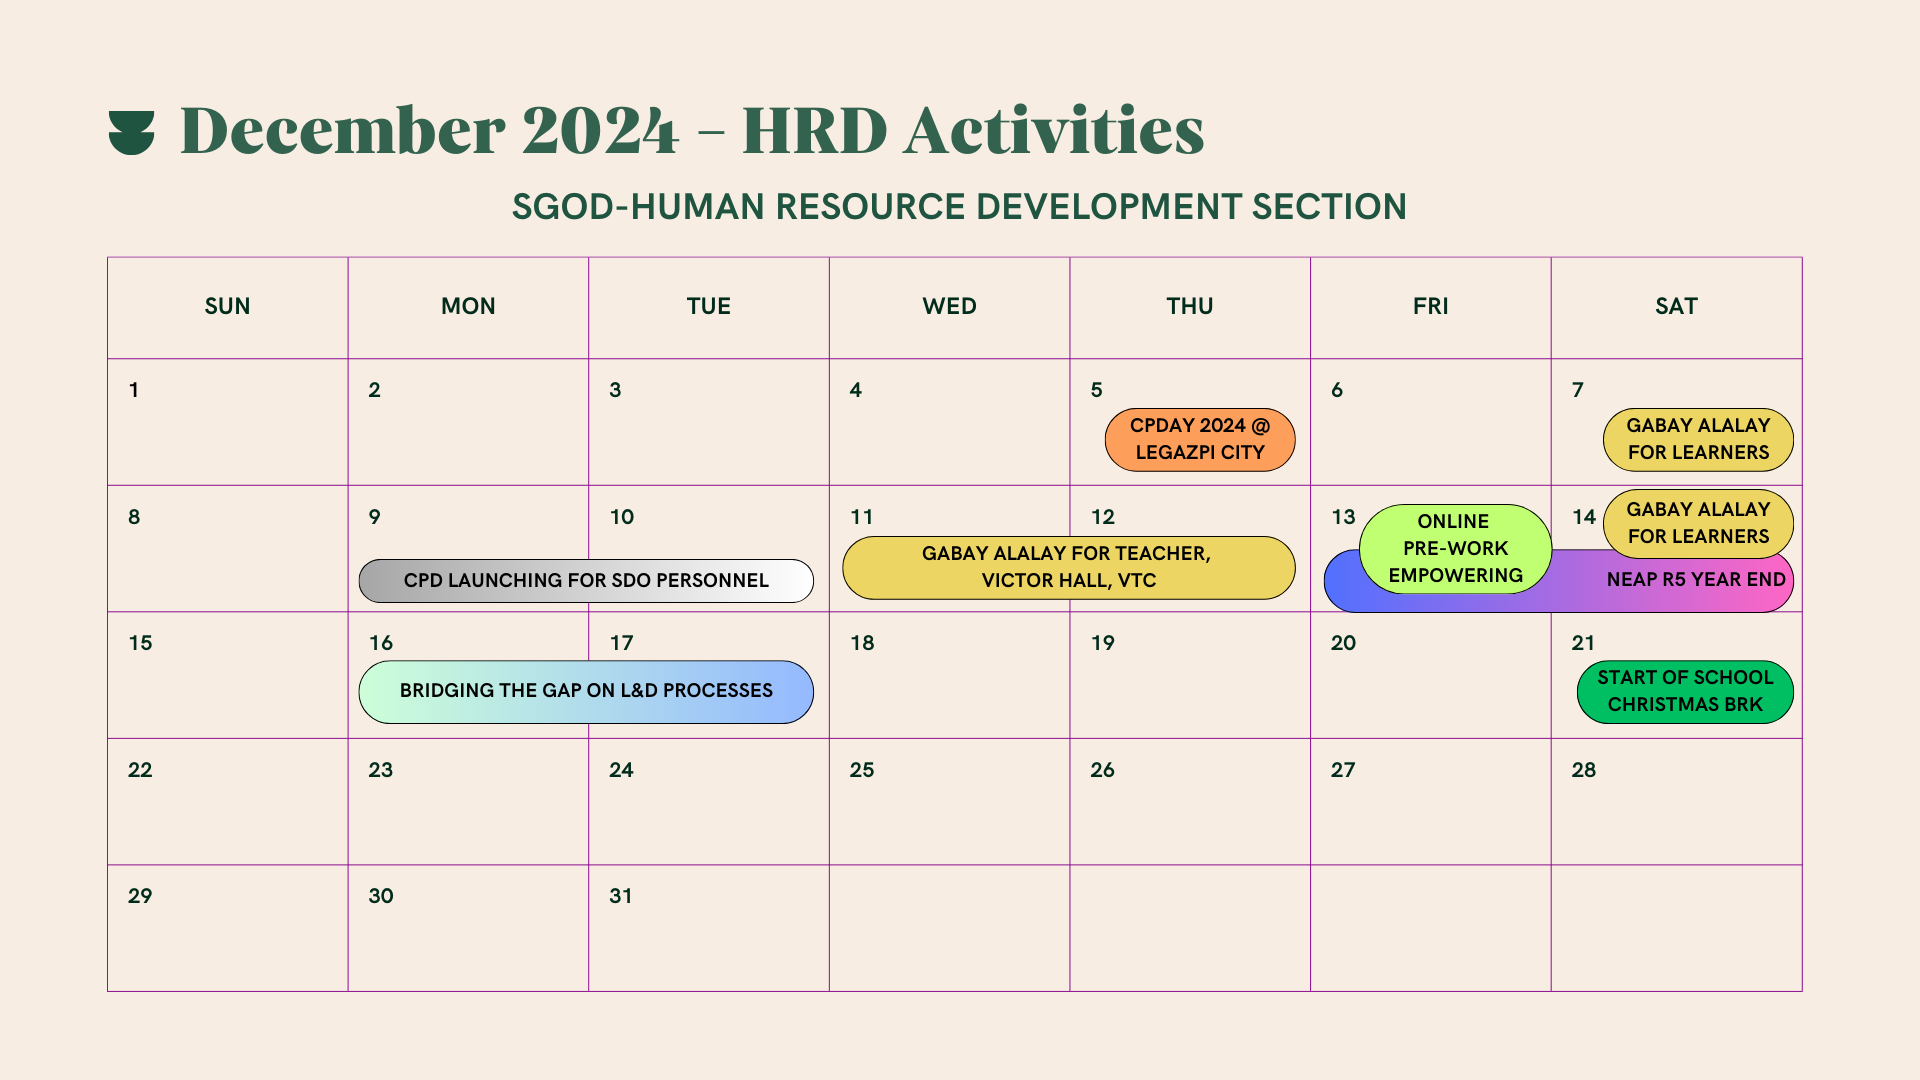 December 2024 – HRD Activities
SGOD-HUMAN RESOURCE DEVELOPMENT SECTION
SUN MON TUE WED THU FRI SAT
1 2 3 4 5 6 7
CPDAY 2024 @
LEGAZPI CITY
GABAY ALALAY
FOR LEARNERS
8 9 10 11 12 13 14
CPD LAUNCHING FOR SDO PERSONNEL
GABAY ALALAY FOR TEACHER,
VICTOR HALL, VTC
ONLINE
PRE-WORK
EMPOWERING
GABAY ALALAY
FOR LEARNERS
NEAP R5 YEAR END
15 16 17 18 19 20 21
BRIDGING THE GAP ON L&D PROCESSES
START OF SCHOOL
CHRISTMAS BRK
22 23 24 25 26 27 28
29 30 31